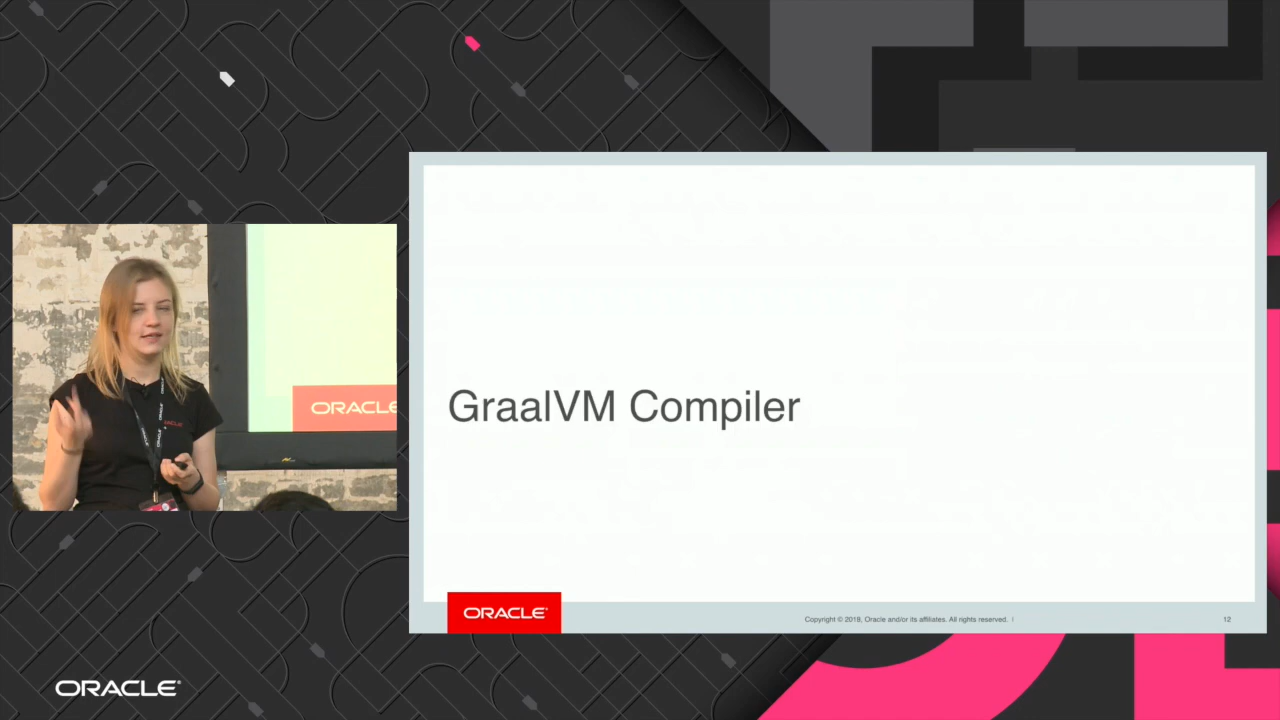 ORACLE
GraalVM Compiler
ORACLE®
Copyright © 2018, Oracle and/or its affiliates. All rights reserved. |
12
ORACLE®